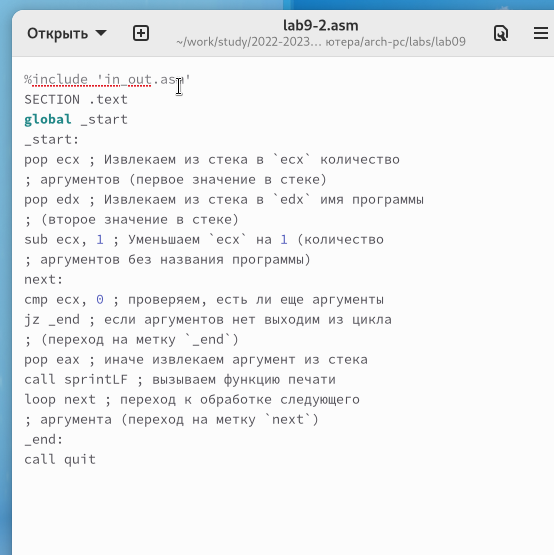 Открыть
lab9-2.asm
~/work/study/2022-2023… ютера/arch-pc/labs/lab09
%include 'in_out.asm'
SECTION .text
global _start
_start:
pop ecx ; Извлекаем из стека в `ecx` количество
; аргументов (первое значение в стеке)
pop edx ; Извлекаем из стека в `edx` имя программы
; (второе значение в стеке)
sub ecx, 1 ; Уменьшаем `ecx` на 1 (количество
; аргументов без названия программы)
next:
cmp ecx, 0 ; проверяем, есть ли еще аргументы
jz _end ; если аргументов нет выходим из цикла
; (переход на метку `_end`)
pop eax ; иначе извлекаем аргумент из стека
call sprintLF ; вызываем функцию печати
loop next ; переход к обработке следующего
; аргумента (переход на метку `next`)
_end:
call quit